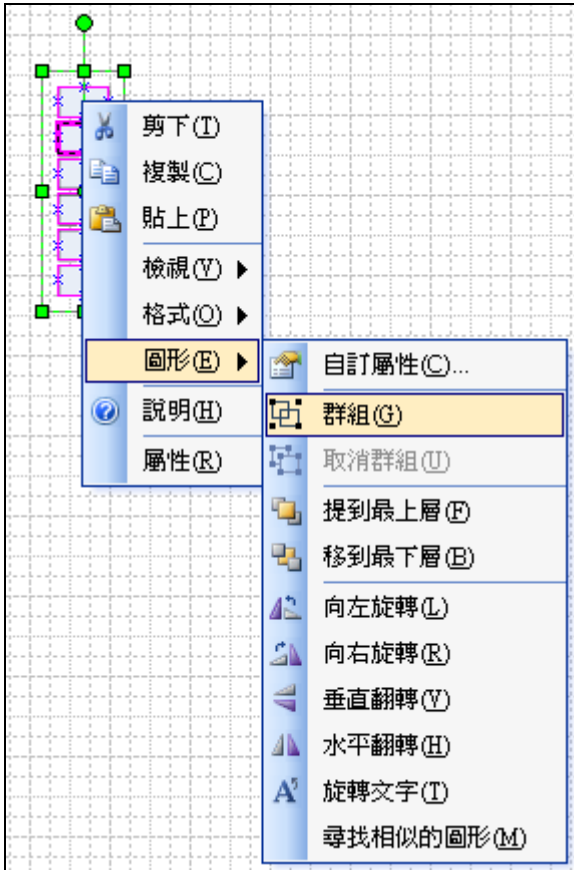 剪下(T)
複製(C)
貼上(P)
檢視(V)
格式(O)
圖形(E)
說明(H)
屬性(R)
自訂屬性(C)...
群組(G)
取消群組(U)
提到最上層(F)
移到最下層(B)
向左旋轉(L)
向右旋轉(R)
垂直翻轉(V)
水平翻轉(H)
旋轉文字(T)
尋找相似的圖形(M)